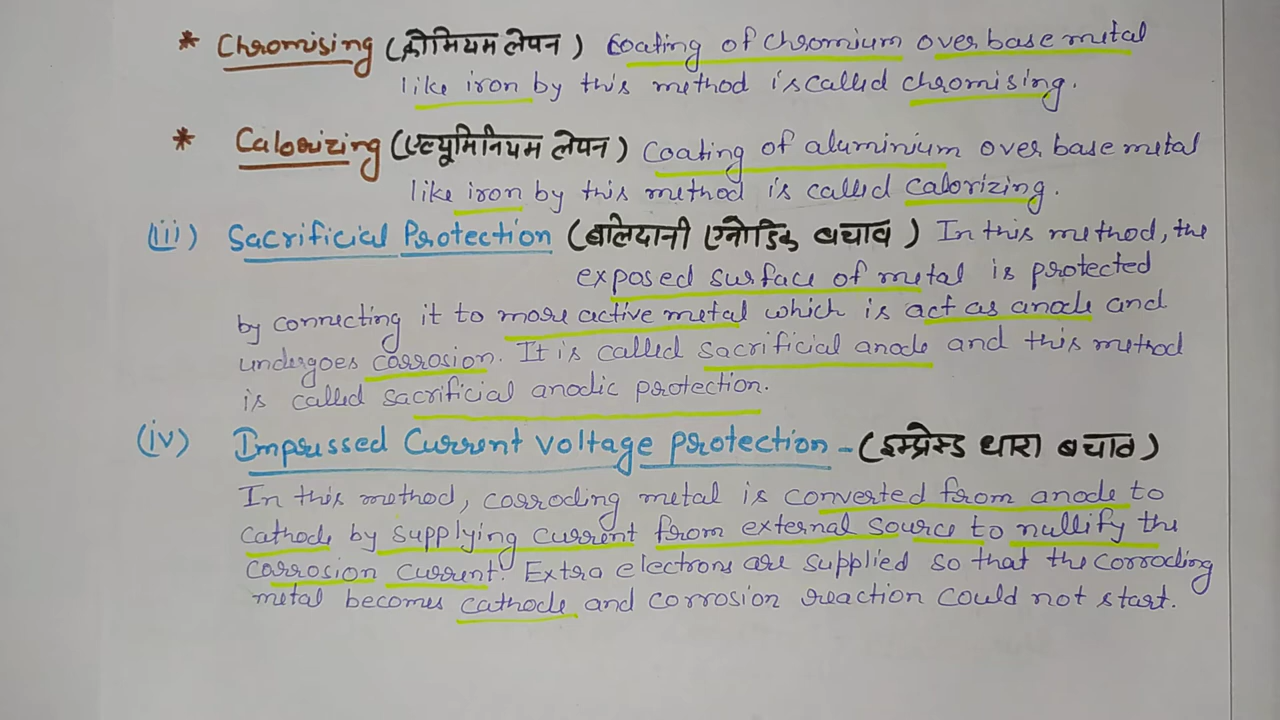 * Chromising (क्रोमियम लेपन) Coating of chromium over base metal
like iron by this method is called chromising.
* Calorizing (एल्यूमिनियम लेपन) Coating of aluminium over base metal
like iron by this method is called calorizing.
(iii) Sacrificial Protection (बलिदानी एनोडिक बचाव) In this method, the
exposed surface of metal is protected
by connecting it to more active metal which is act as anode and
undergoes corrosion. It is called sacrificial anode and this method
is called sacrificial anodic protection.
(iv) Impressed Current Voltage Protection - (इम्प्रेस्ड धारा बचाव)
In this method, corroding metal is converted from anode to
cathode by supplying current from external source to nullify the
corrosion current. Extra electrons are supplied so that the corroding
metal becomes cathode and corrosion reaction could not start.